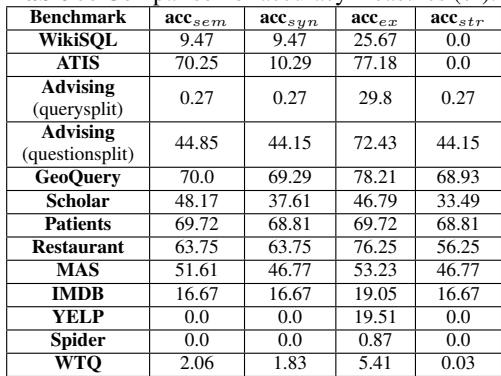 Benchmark acc_sem acc_syn acc_ex acc_str
WikiSQL 9.47 9.47 25.67 0.0
ATIS 70.25 10.29 77.18 0.0
Advising
(querysplit) 0.27 0.27 29.8 0.27
Advising
(questionsplit) 44.85 44.15 72.43 44.15
GeoQuery 70.0 69.29 78.21 68.93
Scholar 48.17 37.61 46.79 33.49
Patients 69.72 68.81 69.72 68.81
Restaurant 63.75 63.75 76.25 56.25
MAS 51.61 46.77 53.23 46.77
IMDB 16.67 16.67 19.05 16.67
YELP 0.0 0.0 19.51 0.0
Spider 0.0 0.0 0.87 0.0
WTQ 2.06 1.83 5.41 0.03